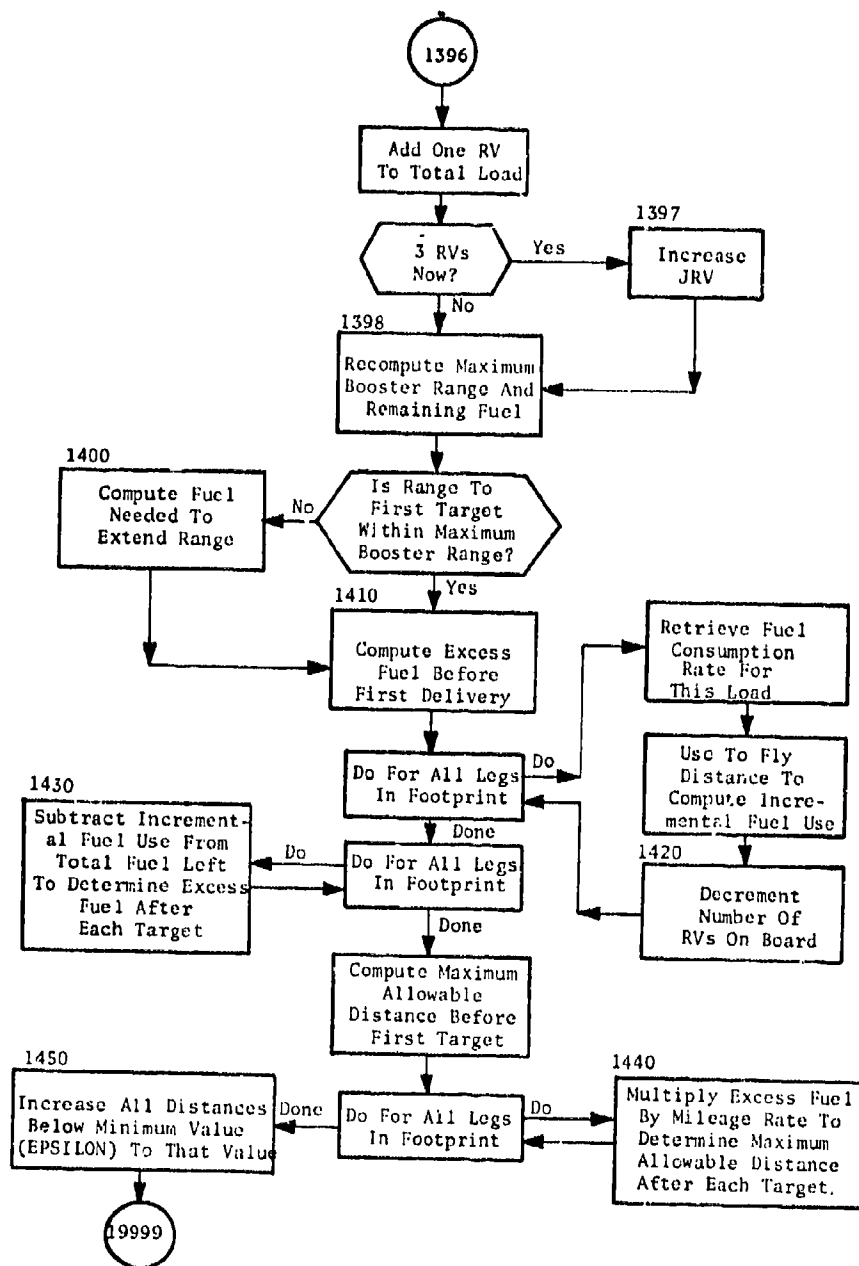 1396
Add One RV
To Total Load
3 RVs
Now?
Yes
1397
Increase
JRV
No
1398
Recompute Maximum
Booster Range And
Remaining Fuel
1400
Compute Fuel
Needed To
Extend Range
No
Is Range To
First Target
Within Maximum
Booster Range?
Yes
1410
Compute Excess
Fuel Before
First Delivery
Retrieve Fuel
Consumption
Rate For
This Load
Do For All Legs
In Footprint
Do
Use To Fly
Distance To
Compute Incre-
mental Fuel Use
Done
1420
Decrement
Number Of
RVs On Board
1430
Subtract Increment-
al Fuel Use From
Total Fuel Left
To Determine Excess
Fuel After
Each Target
Do
Do For All Legs
In Footprint
Done
Compute Maximum
Allowable
Distance Before
First Target
1450
Increase All Distances
Below Minimum Value
(EPSILON) To That Value
Done
Do For All Legs
In Footprint
Do
1440
Multiply Excess Fuel
By Mileage Rate To
Determine Maximum
Allowable Distance
After Each Target.
19999